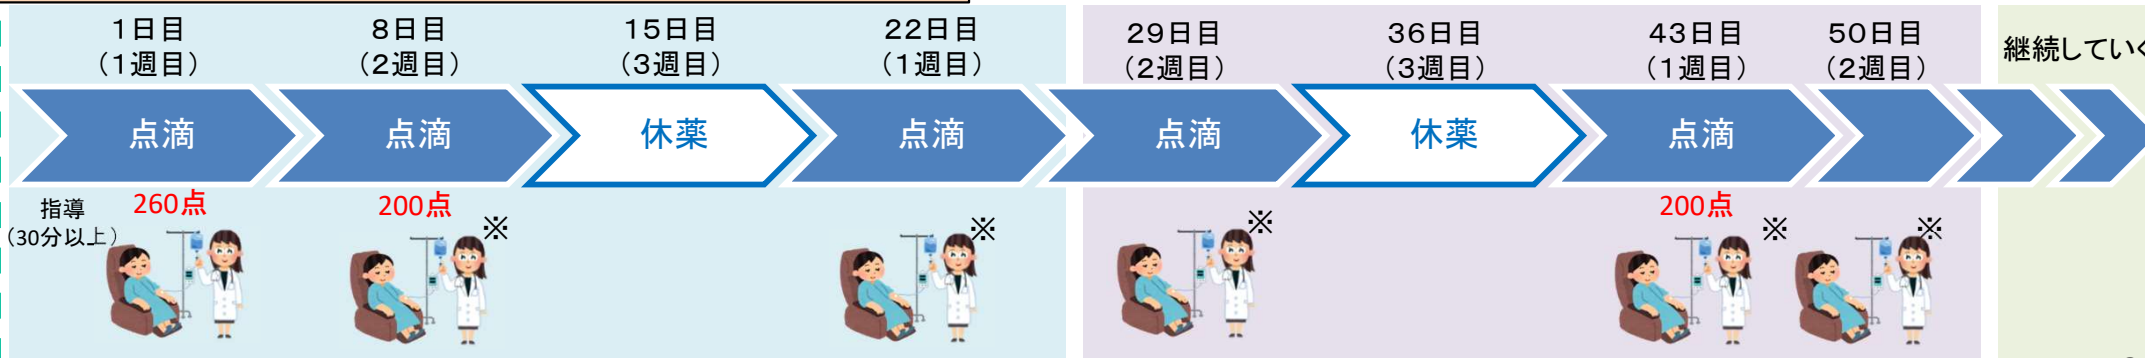 1日目
（1週目）
8日目
（2週目）
15日目
（3週目）
22日目
（1週目）
29日目
（2週目）
36日目
（3週目）
43日目
（1週目）
50日目
（2週目）
継続していく
点滴
点滴
休薬
点滴
点滴
休薬
点滴
指導
（30分以上）
260点
200点
※
※
※
200点
※
※